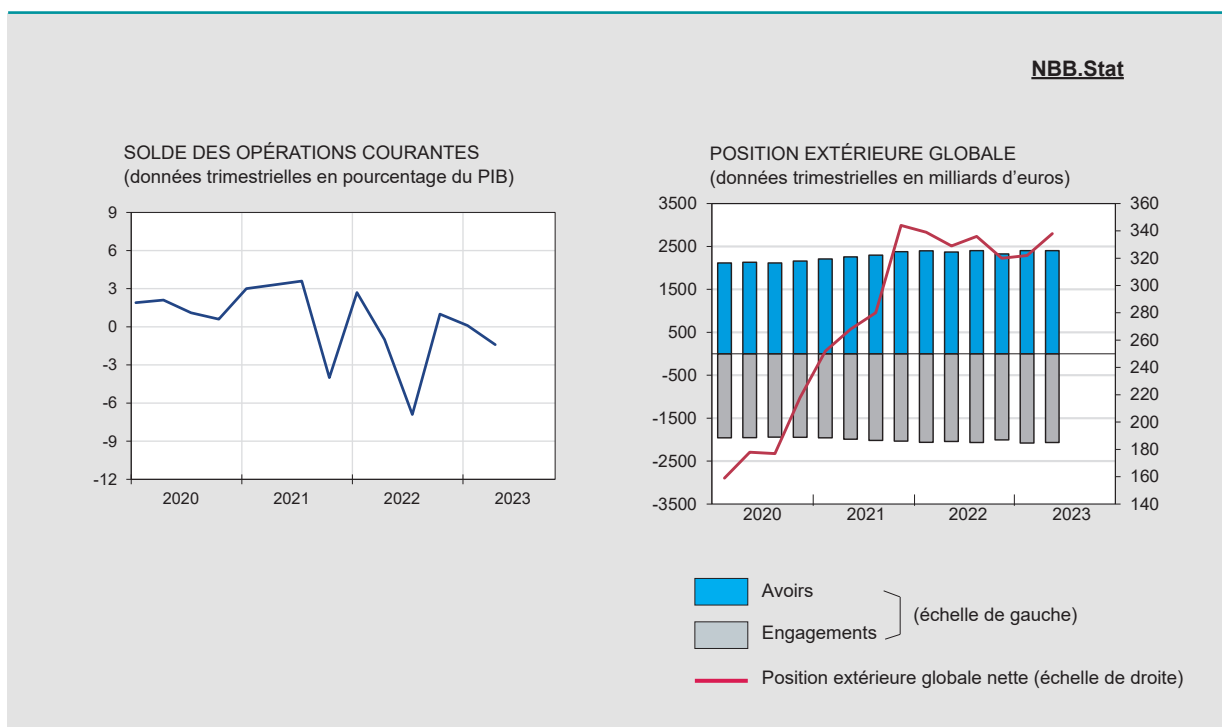 NBB.Stat
SOLDE DES OPÉRATIONS COURANTES
(données trimestrielles en pourcentage du PIB)
9
6
3
0
-3
-6
-9
-12
2020 2021 2022 2023
POSITION EXTÉRIEURE GLOBALE
(données trimestrielles en milliards d'euros)
3500 360
340
2500 320
300
1500 280
500 260
240
-500 220
200
-1500 180
-2500 160
-3500 140
2020 2021 2022 2023
Avoirs
(échelle de gauche)
Engagements
Position extérieure globale nette (échelle de droite)